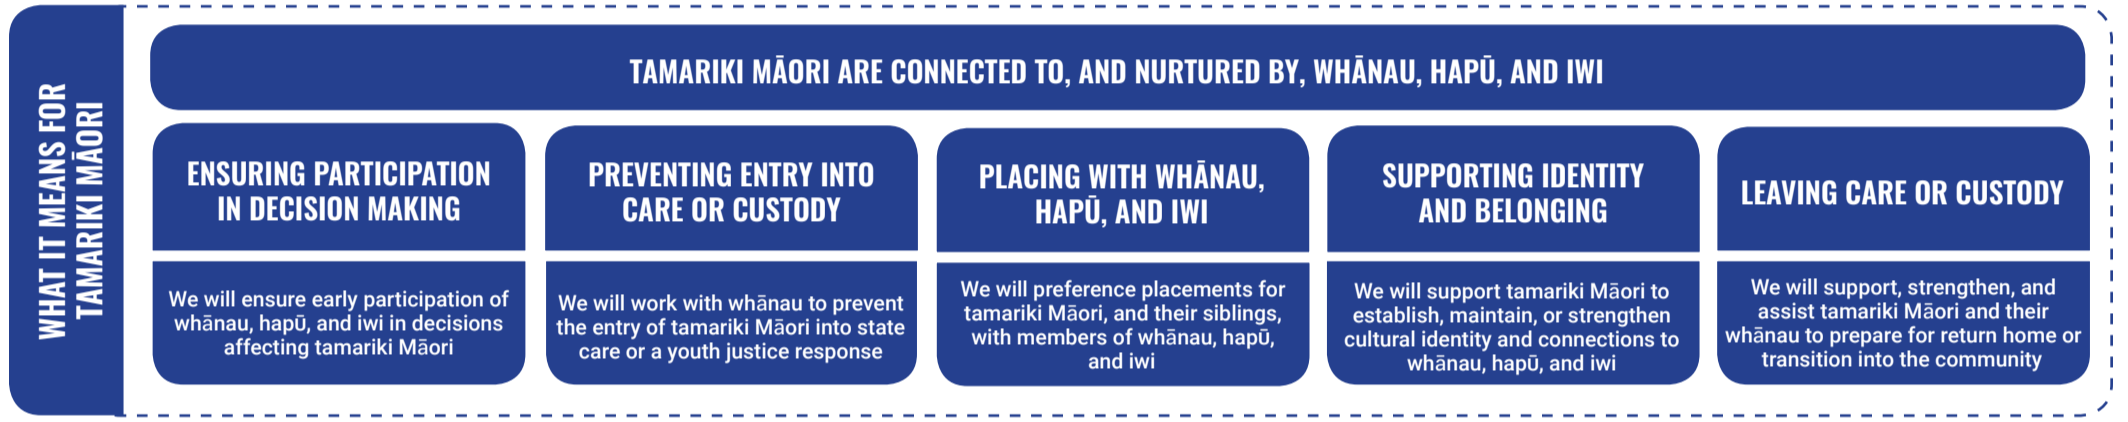 WHAT IT MEANS FOR
TAMARIKI MĀORI
TAMARIKI MĀORI ARE CONNECTED TO, AND NURTURED BY, WHĀNAU, HAPŪ, AND IWI
ENSURING PARTICIPATION
IN DECISION MAKING
We will ensure early participation of
whānau, hapū, and iwi in decisions
affecting tamariki Māori
PREVENTING ENTRY INTO
CARE OR CUSTODY
We will work with whānau to prevent
the entry of tamariki Māori into state
care or a youth justice response
PLACING WITH WHĀNAU,
HAPŪ, AND IWI
We will preference placements for
tamariki Māori, and their siblings,
with members of whānau, hapū,
and iwi
SUPPORTING IDENTITY
AND BELONGING
We will support tamariki Māori to
establish, maintain, or strengthen
cultural identity and connections to
whānau, hapū, and iwi
LEAVING CARE OR CUSTODY
We will support, strengthen, and
assist tamariki Māori and their
whānau to prepare for return home or
transition into the community